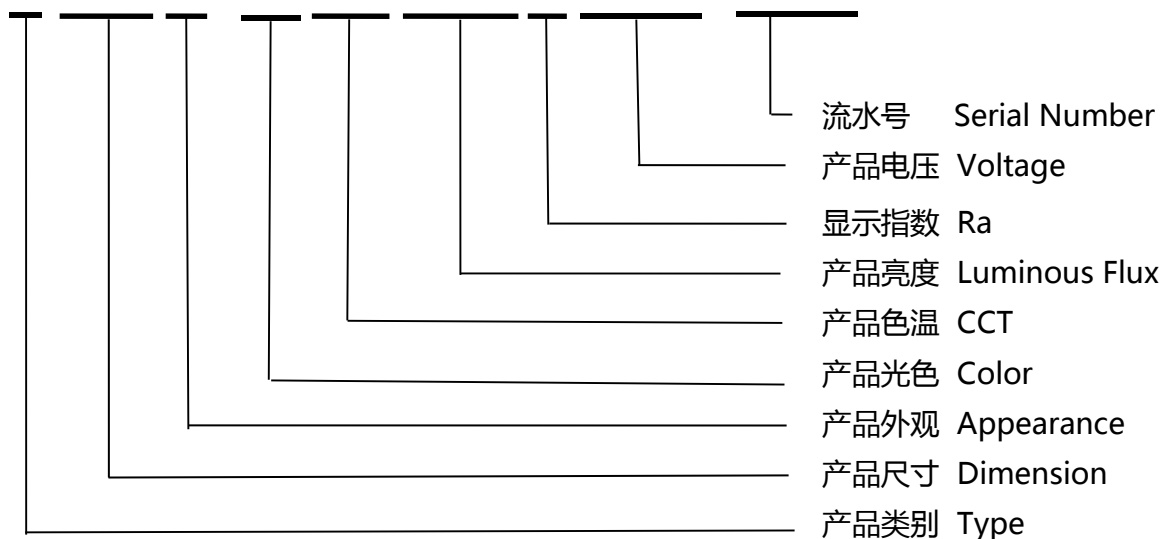 流水号 Serial Number
产品电压 Voltage
显示指数 Ra
产品亮度 Luminous Flux
产品色温 CCT
产品光色 Color
产品外观 Appearance
产品尺寸 Dimension
产品类别 Type